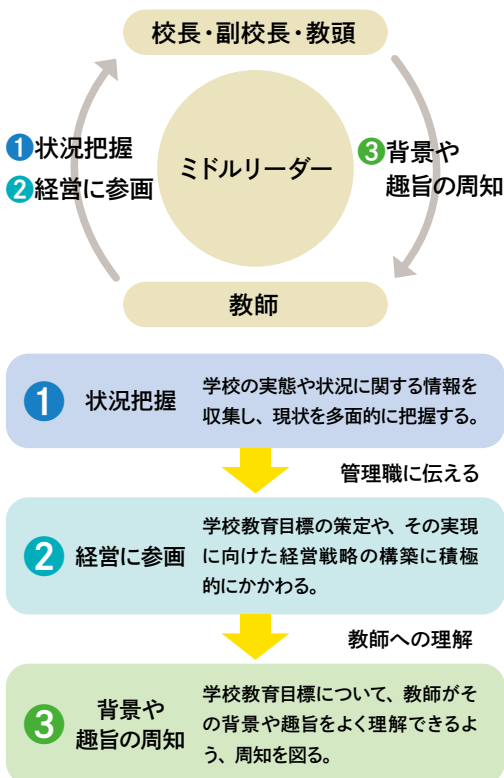 校長・副校長・教頭
❶状況把握
❷経営に参画
ミドルリーダー
❸背景や
趣旨の周知
教師
❶ 状況把握
学校の実態や状況に関する情報を
収集し、現状を多面的に把握する。
管理職に伝える
❷ 経営に参画
学校教育目標の策定や、その実現
に向けた経営戦略の構築に積極
的にかかわる。
教師への理解
❸ 背景や
趣旨の周知
学校教育目標について、教師がそ
の背景や趣旨をよく理解できるよ
う、周知を図る。